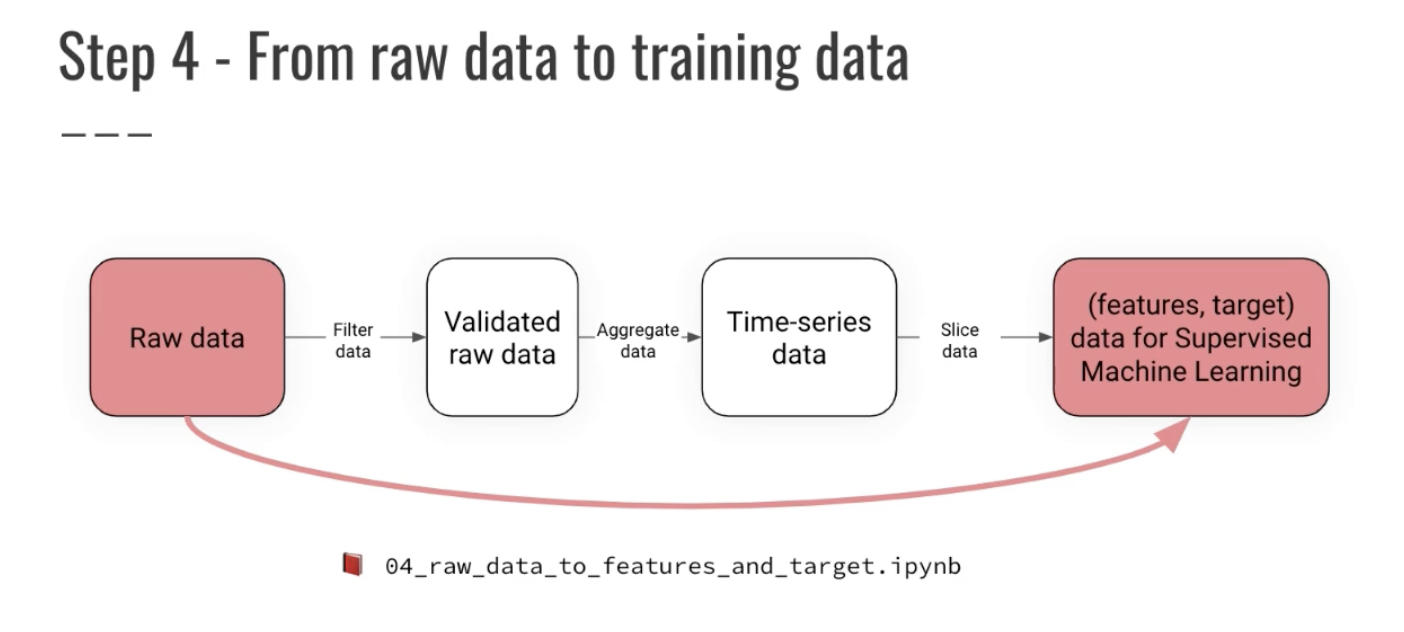 Step 4 - From raw data to training data
Raw data
Filter
data
Validated
raw data
Aggregate
data
Time-series
data
Slice
data
(features, target)
data for Supervised
Machine Learning
04_raw_data_to_features_and_target.ipynb